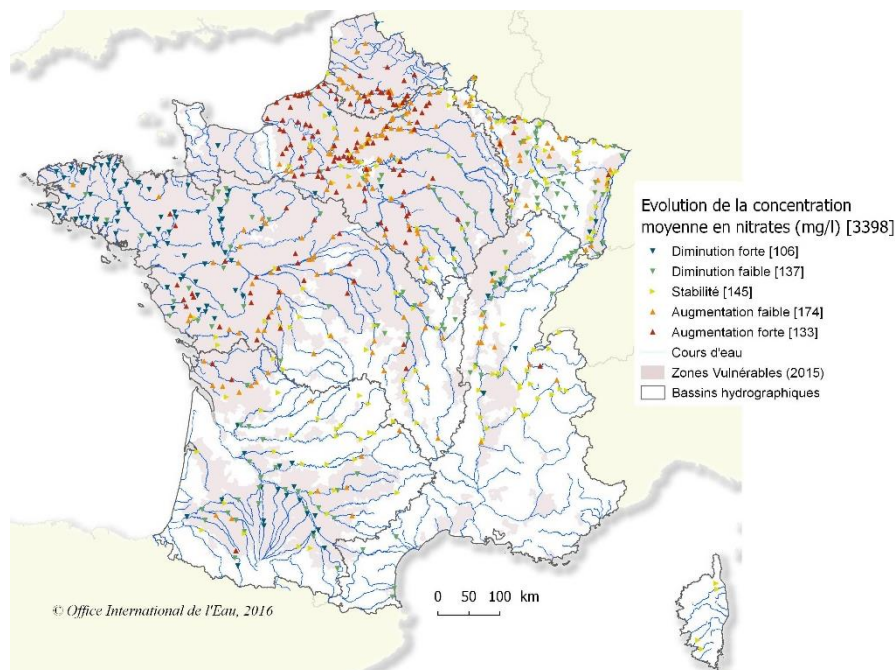 Evolution de la concentration
moyenne en nitrates (mg/l) [3398]
Diminution forte [106]
Diminution faible [137]
Stabilité [145]
Augmentation faible [174]
Augmentation forte [133]
Cours d'eau
Zones Vulnérables (2015)
Bassins hydrographiques
© Office International de l'Eau, 2016
0 50 100 km